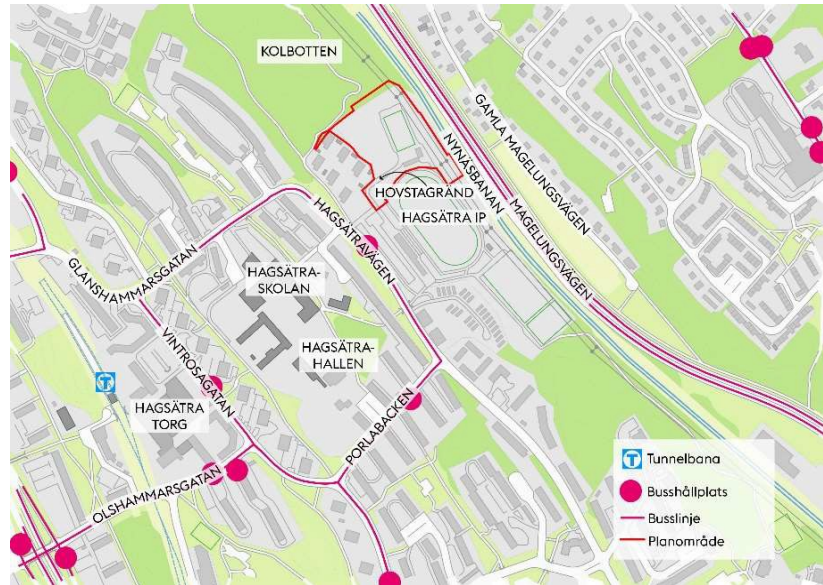 KOLBOTTEN
GAMLA MAGELUNGSVÄGEN
NYNÄSBANAN
MAGELUNGSVÄGEN
HOVSTAGRÄND
HAGSÄTRA IP
HAGSÄTRAVÄGEN
GLANSHAMMARSGATAN
HAGSÄTRA-
SKOLAN
HAGSÄTRA-
HALLEN
VINTROSAGATAN
T
HAGSÄTRA
TORG
PORLABACKEN
OLSHAMMARSGATAN
T Tunnelbana
Busshållplats
Busslinje
Planområde